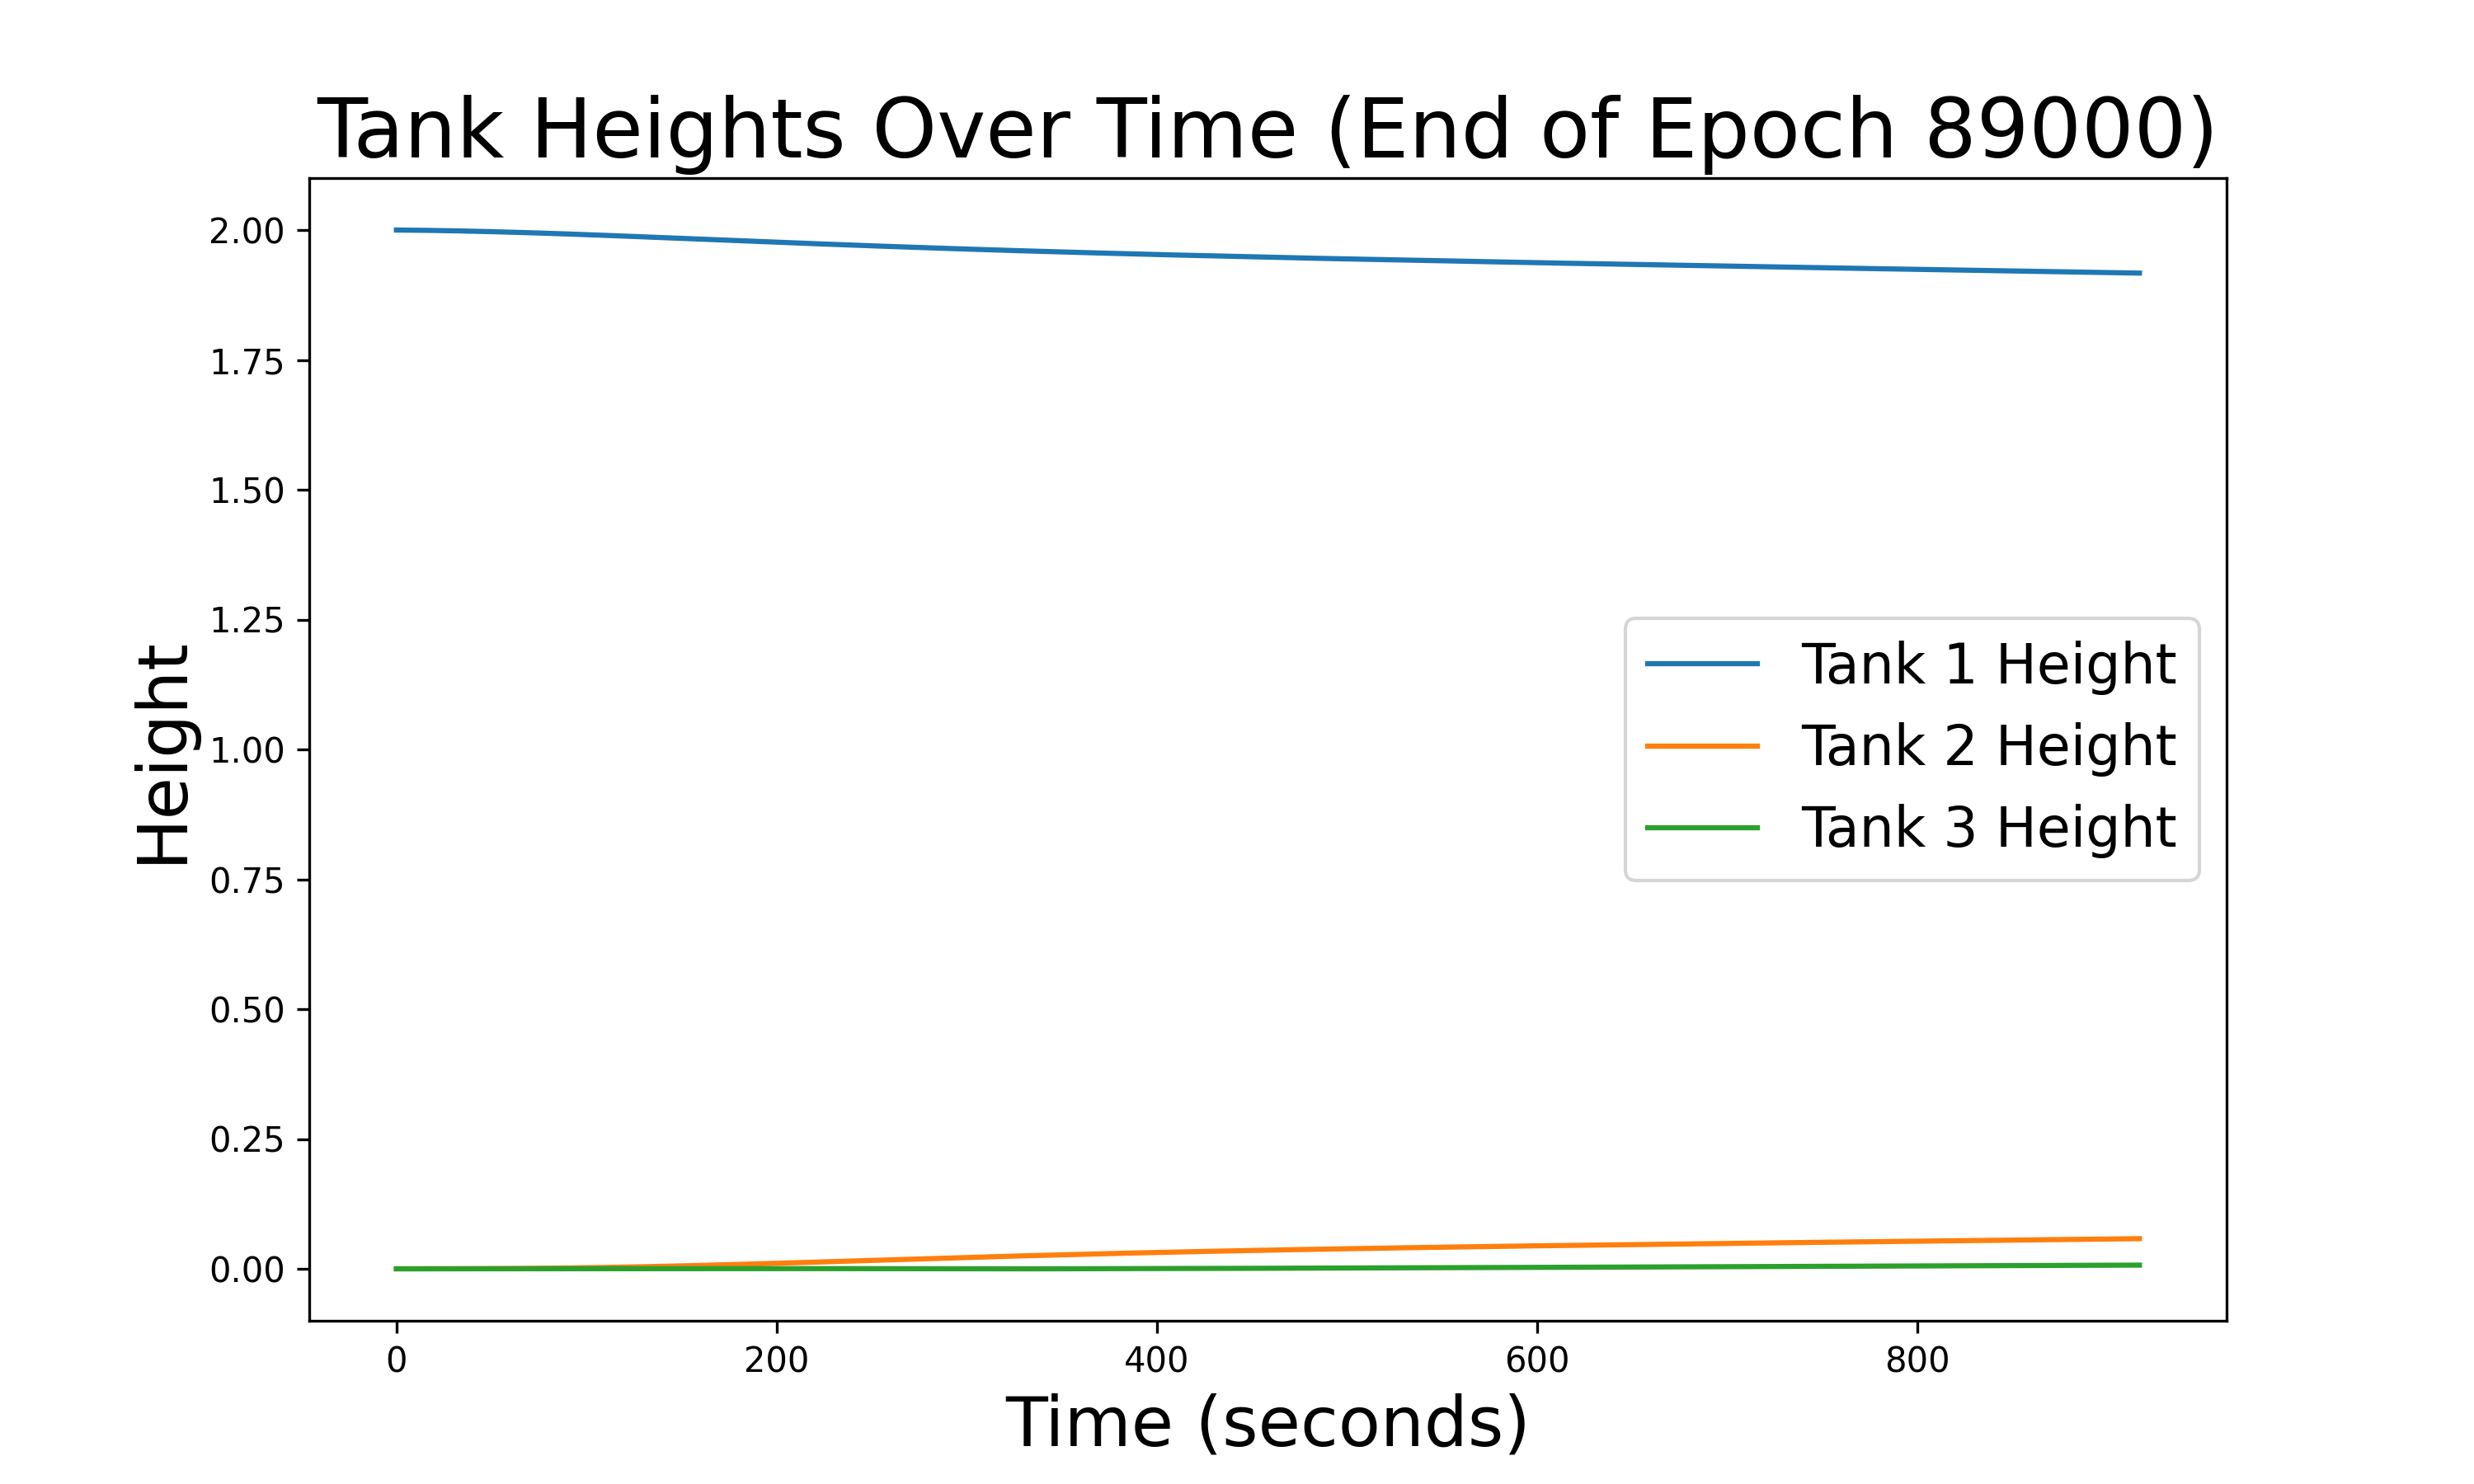 Tank Heights Over Time (End of Epoch 89000)
Height
2.00
1.75
1.50
1.25
1.00
0.75
0.50
0.25
0.00
Tank 1 Height
Tank 2 Height
Tank 3 Height
0 200 400 600 800
Time (seconds)